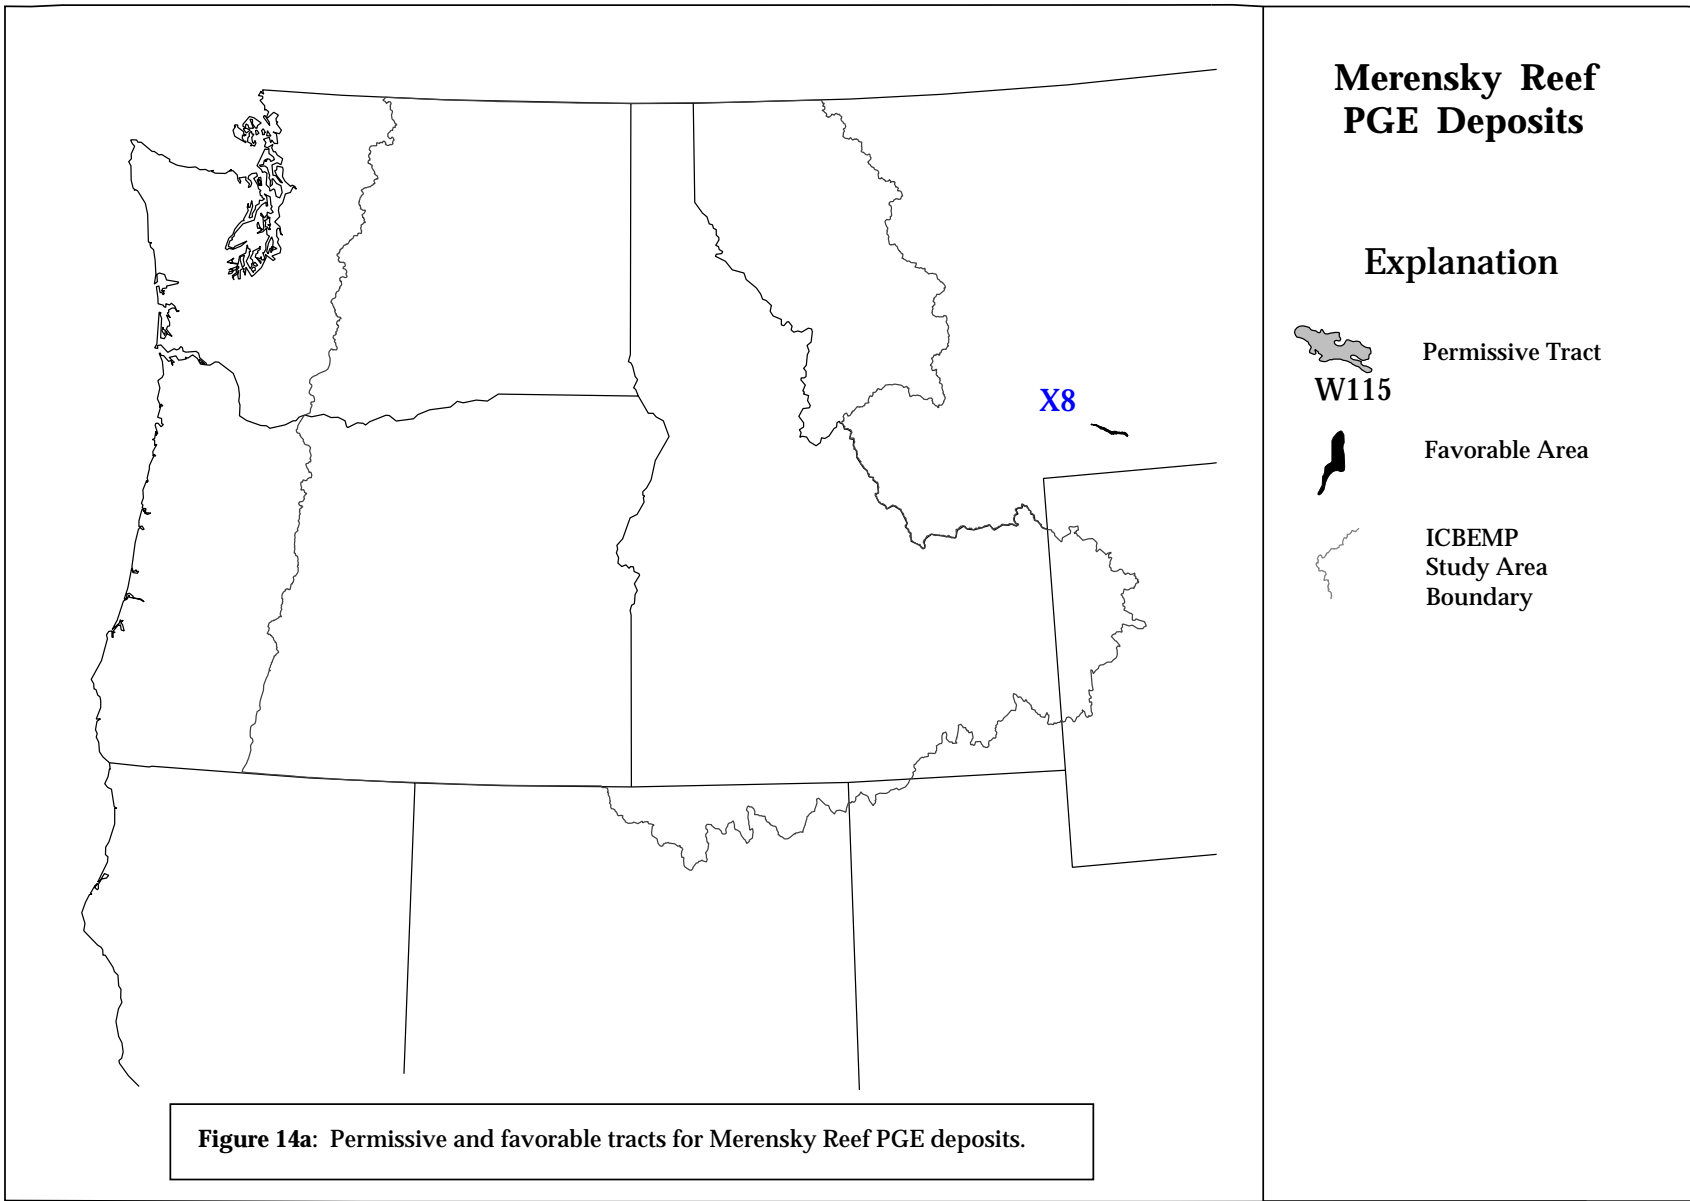 Merensky Reef
PGE Deposits
Explanation
Permissive Tract
W115
Favorable Area
ICBEMP
Study Area
Boundary
X8
Figure 14a: Permissive and favorable tracts for Merensky Reef PGE deposits.